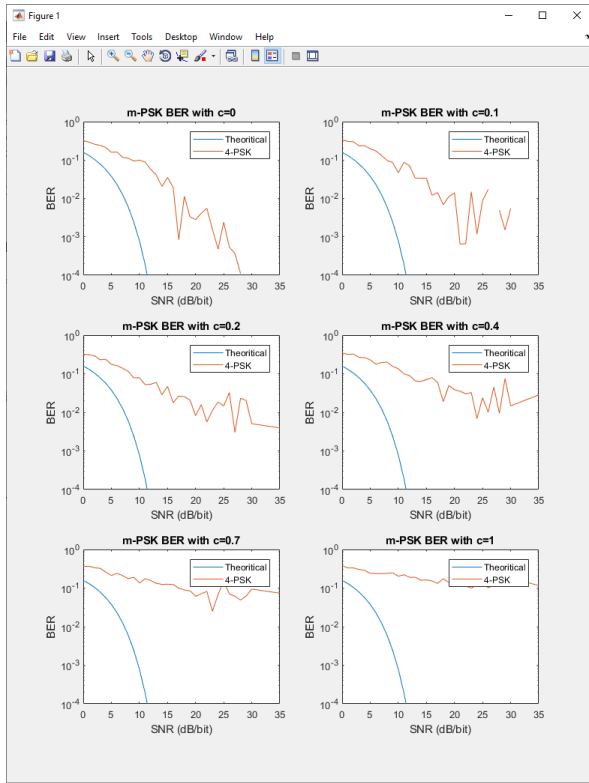 Figure 1
File Edit View Insert Tools Desktop Window Help
m-PSK BER with c=0
10^0
10^-1
10^-2
10^-3
10^-4
BER
Theoritical
4-PSK
0 5 10 15 20 25 30 35
SNR (dB/bit)
m-PSK BER with c=0.1
10^0
10^-1
10^-2
10^-3
10^-4
BER
Theoritical
4-PSK
0 5 10 15 20 25 30 35
SNR (dB/bit)
m-PSK BER with c=0.2
10^0
10^-1
10^-2
10^-3
10^-4
BER
Theoritical
4-PSK
0 5 10 15 20 25 30 35
SNR (dB/bit)
m-PSK BER with c=0.4
10^0
10^-1
10^-2
10^-3
10^-4
BER
Theoritical
4-PSK
0 5 10 15 20 25 30 35
SNR (dB/bit)
m-PSK BER with c=0.7
10^0
10^-1
10^-2
10^-3
10^-4
BER
Theoritical
4-PSK
0 5 10 15 20 25 30 35
SNR (dB/bit)
m-PSK BER with c=1
10^0
10^-1
10^-2
10^-3
10^-4
BER
Theoritical
4-PSK
0 5 10 15 20 25 30 35
SNR (dB/bit)